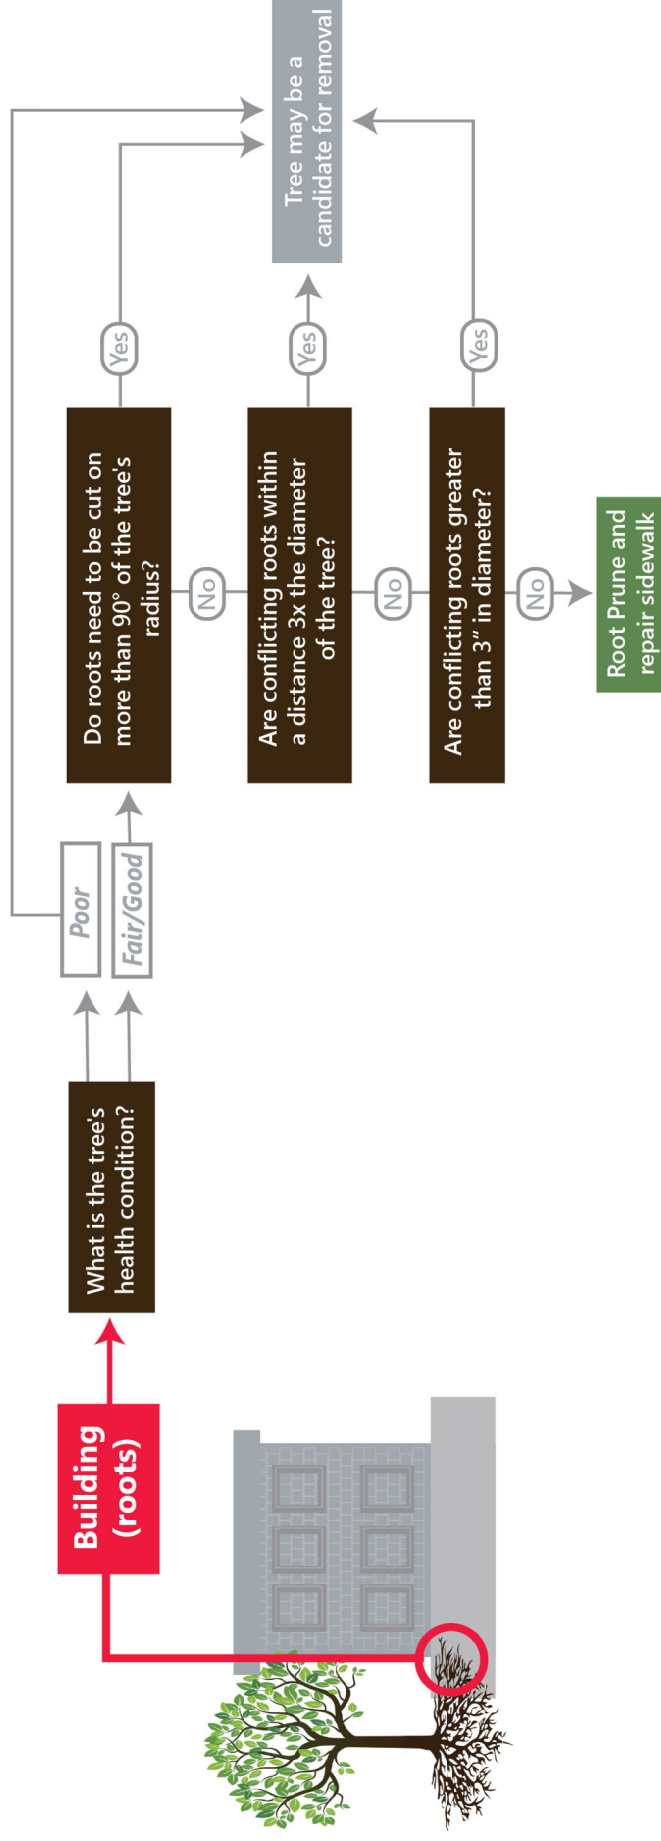 Building
(roots)
What is the tree's
health condition?
Poor
Fair/Good
Do roots need to be cut on
more than 90° of the tree's
radius?
Yes
No
Are conflicting roots within
a distance 3x the diameter
of the tree?
Yes
No
Are conflicting roots greater
than 3” in diameter?
Yes
No
Tree may be a
candidate for removal
Root Prune and
repair sidewalk